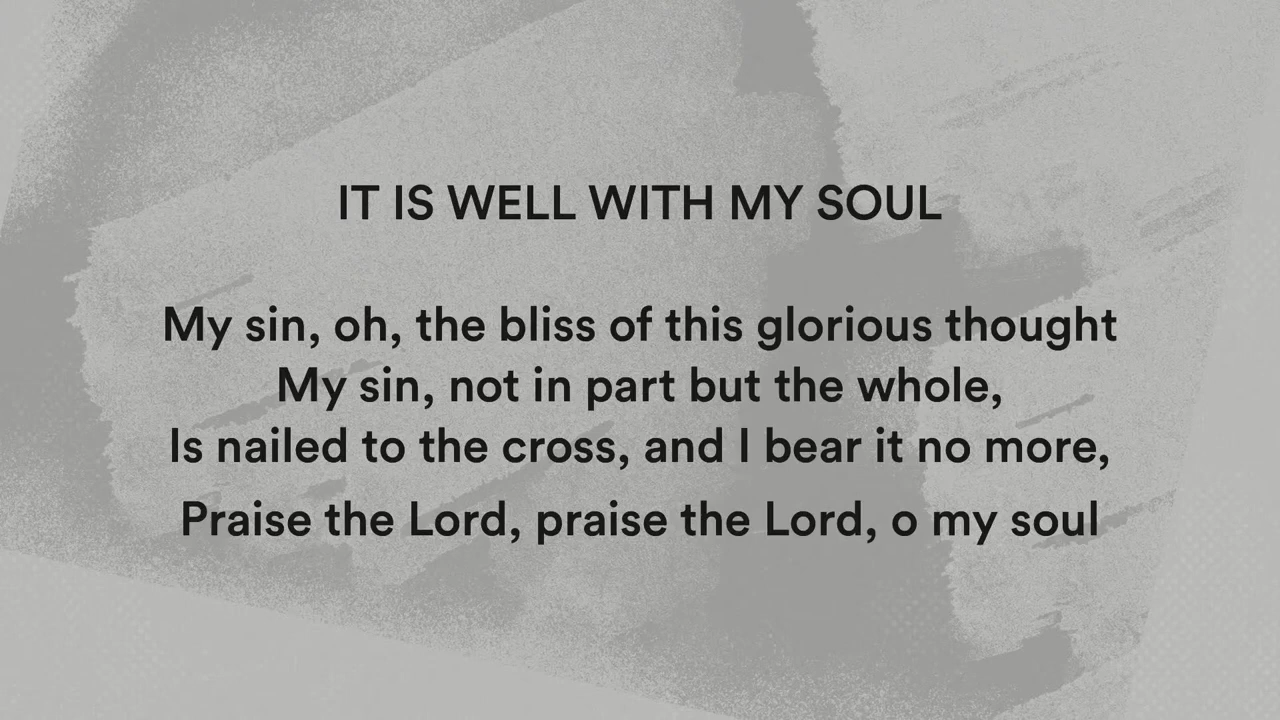 IT IS WELL WITH MY SOUL
My sin, oh, the bliss of this glorious thought
My sin, not in part but the whole,
Is nailed to the cross, and I bear it no more,
Praise the Lord, praise the Lord, o my soul